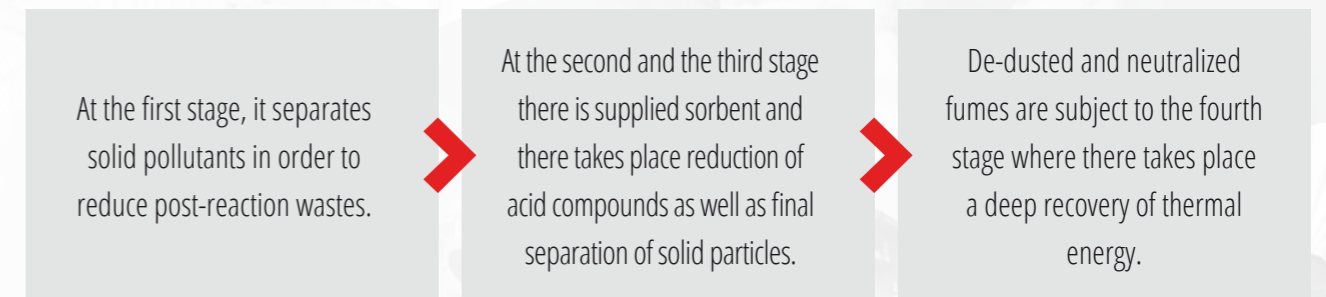 At the first stage, it separates
solid pollutants in order to
reduce post-reaction wastes.
At the second and the third stage
there is supplied sorbent and
there takes place reduction of
acid compounds as well as final
separation of solid particles.
De-dusted and neutralized
fumes are subject to the fourth
stage where there takes place
a deep recovery of thermal
energy.